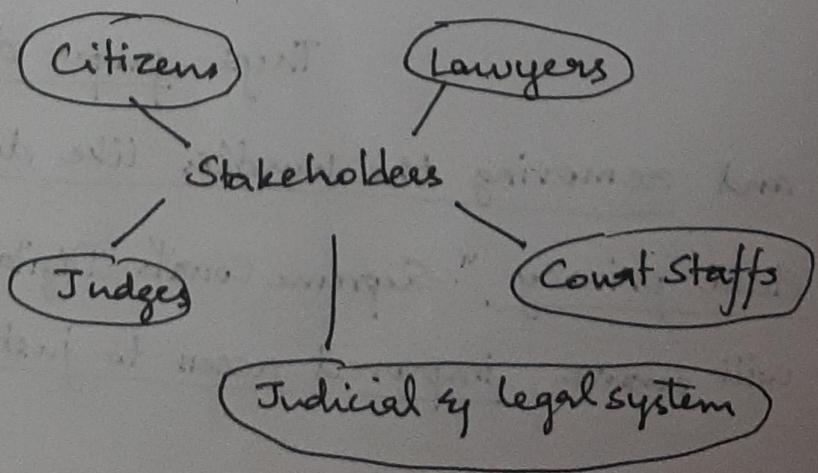 Citizens
Lawyers
Stakeholders
Judges
Court Staffs
Judicial & legal system